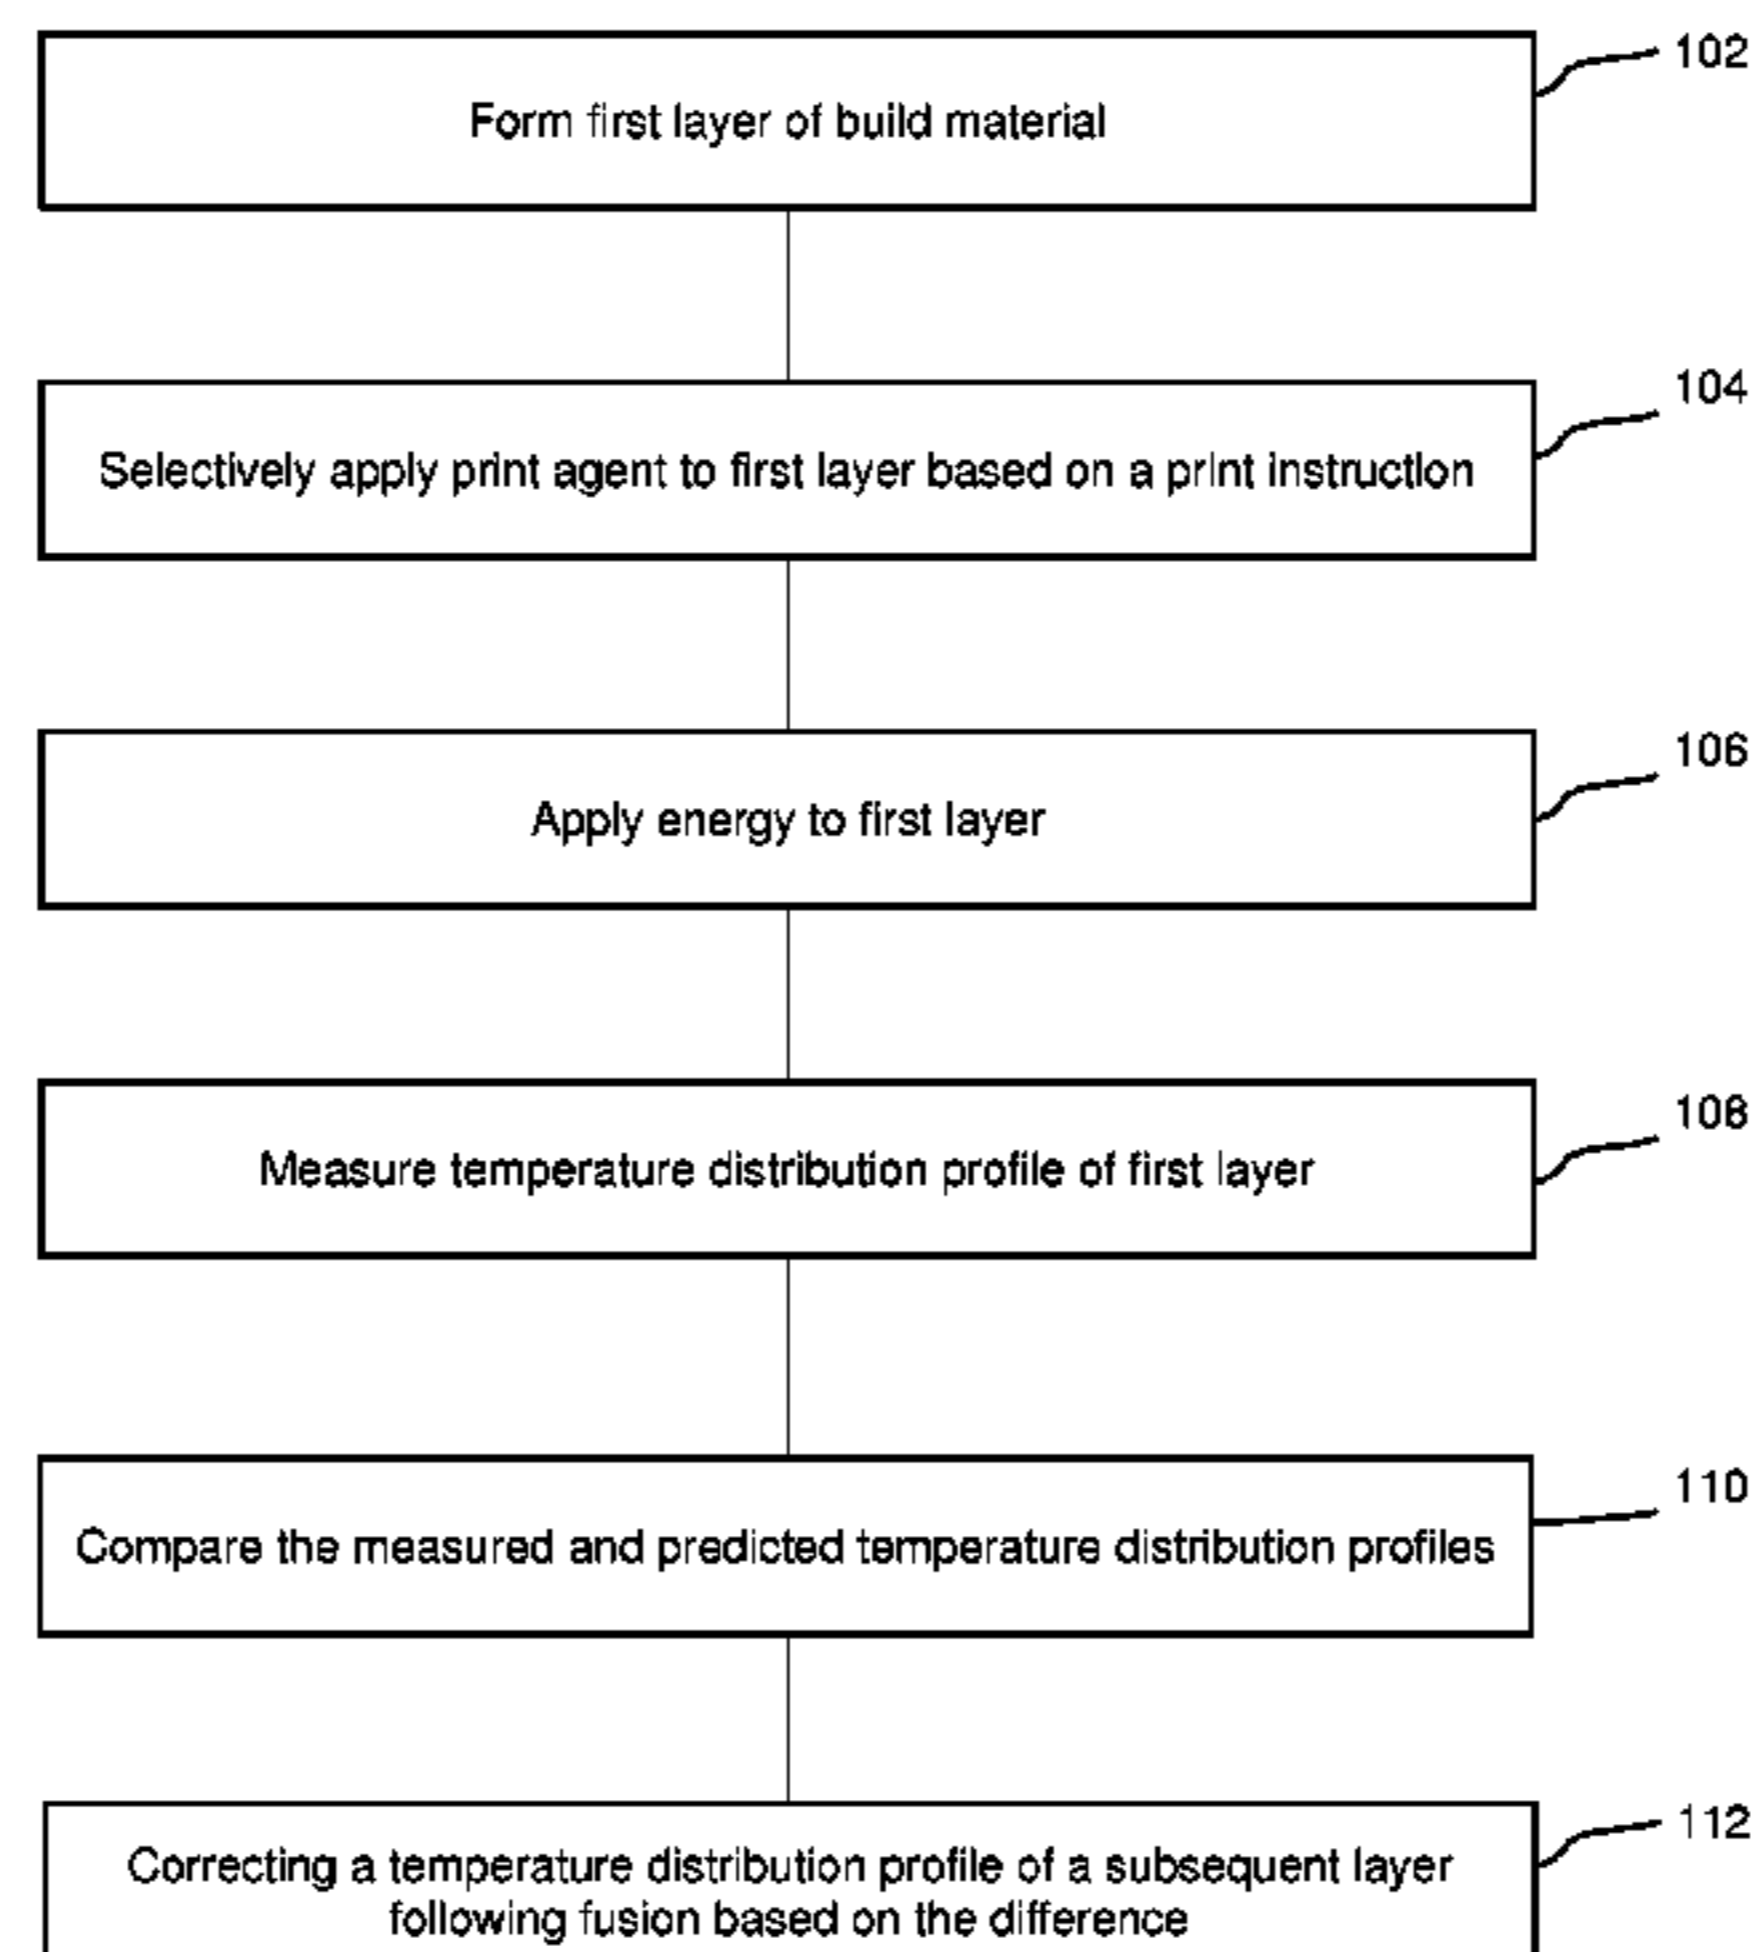 102
Form first layer of build material
104
Selectively apply print agent to first layer based on a print instruction
106
Apply energy to first layer
108
Measure temperature distribution profile of first layer
110
Compare the measured and predicted temperature distribution profiles
112
Correcting a temperature distribution profile of a subsequent layer
following fusion based on the difference